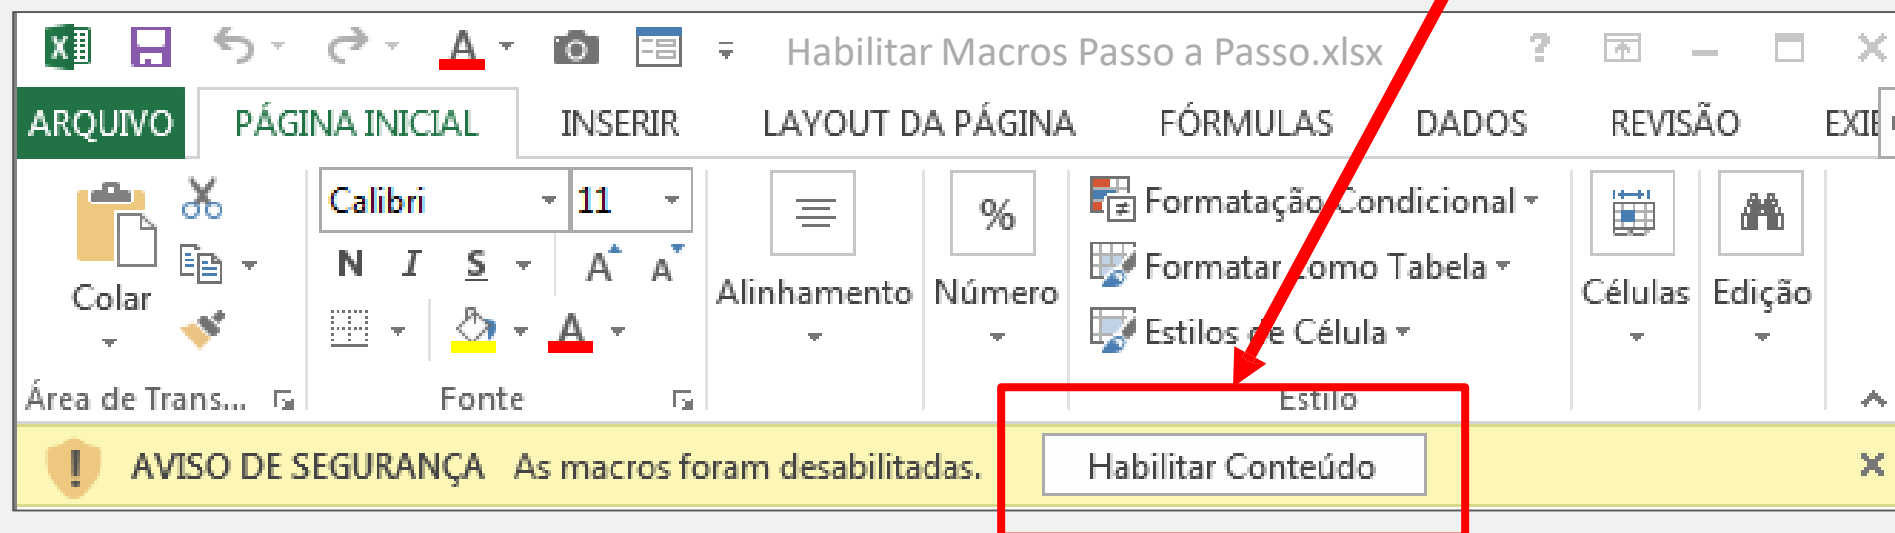 Habilitar Macros Passo a Passo.xlsx ?
ARQUIVO PÁGINA INICIAL INSERIR LAYOUT DA PÁGINA FÓRMULAS DADOS REVISÃO
Calibri 11 % Formatação Condicional
N I S A A Formatar como Tabela
Colar Alinhamento Número Células Edição
A Estilos de Célula
Área de Trans... Fonte Estilo
AVISO DE SEGURANÇA As macros foram desabilitadas. Habilitar Conteúdo